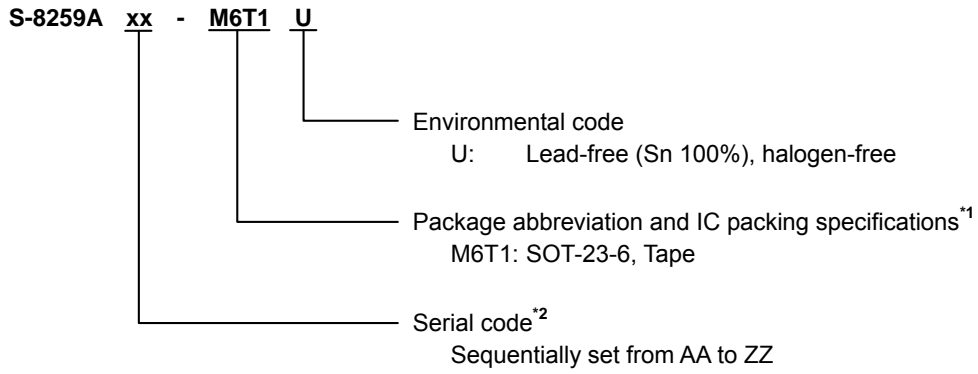 S-8259A xx - M6T1 U
Environmental code
U: Lead-free (Sn 100%), halogen-free
Package abbreviation and IC packing specifications*1
M6T1: SOT-23-6, Tape
Serial code*2
Sequentially set from AA to ZZ